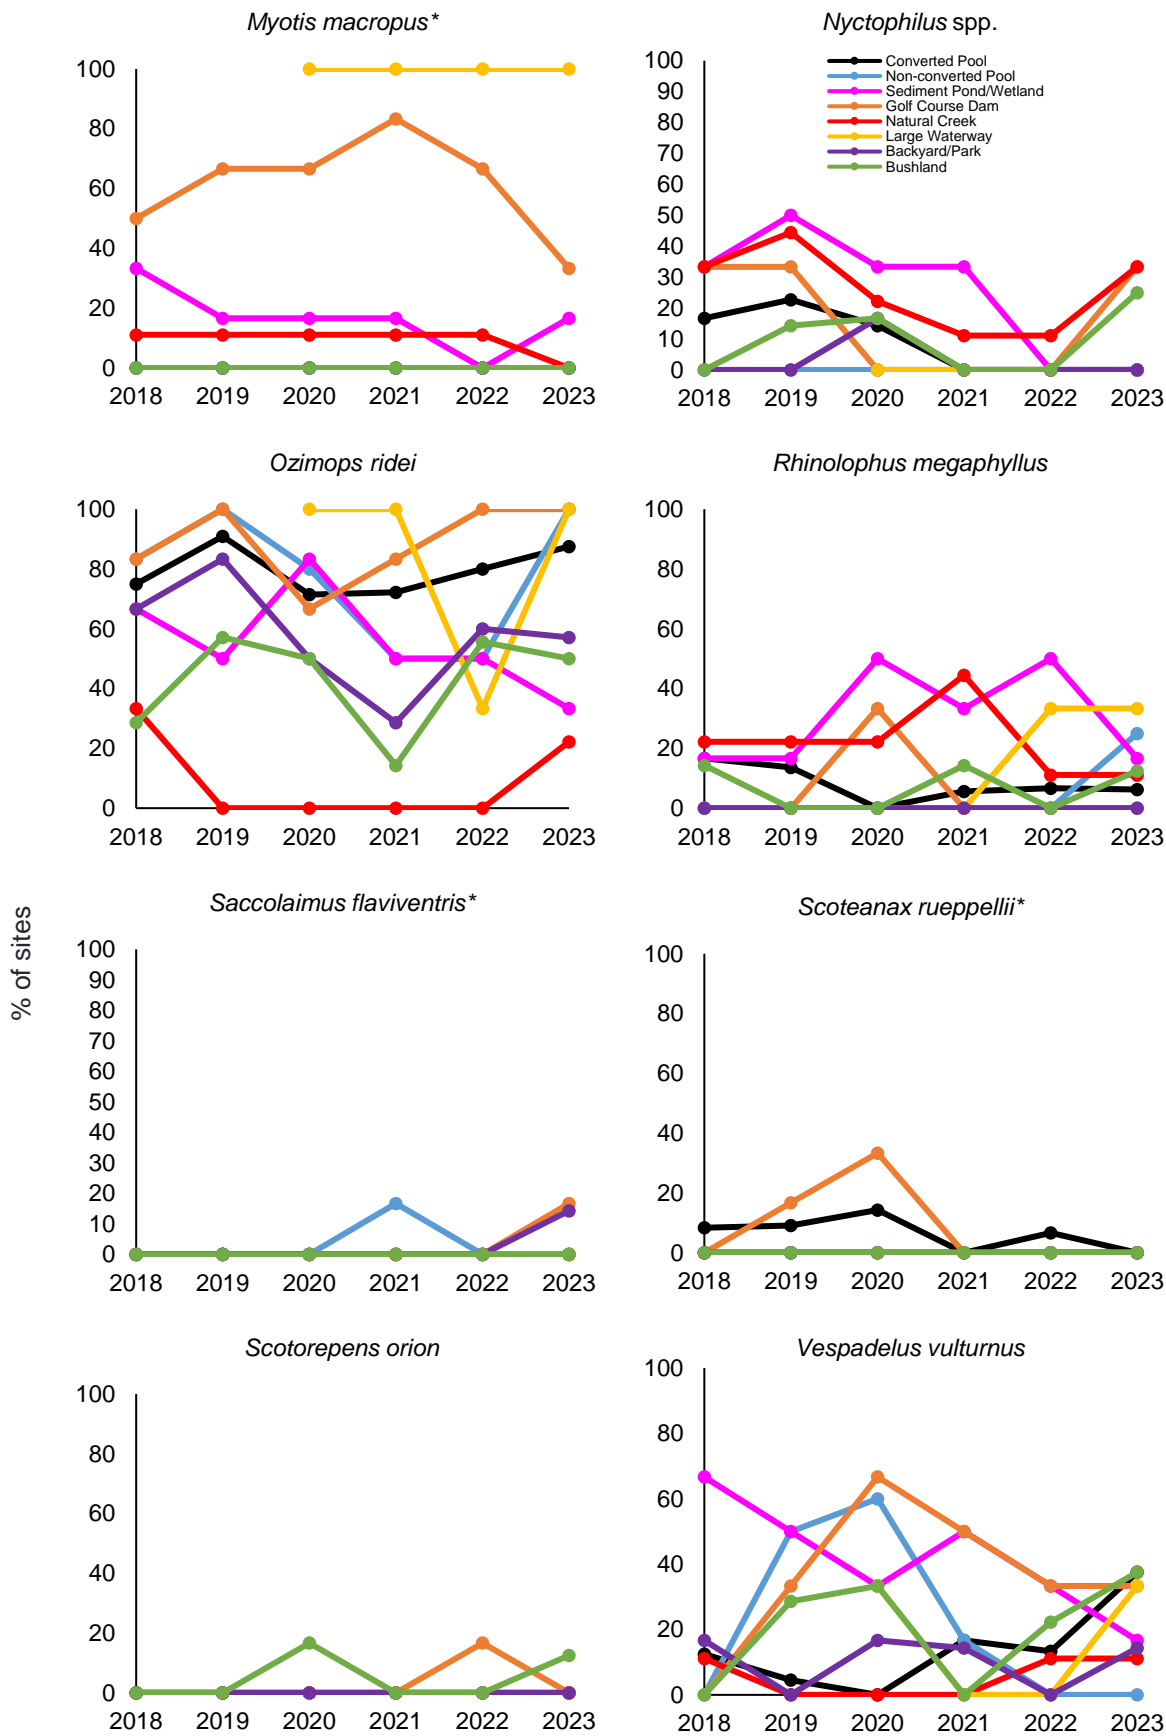 Myotis macropus*
100
80
60
40
20
0
2018 2019 2020 2021 2022 2023
Nyctophilus spp.
Converted Pool
Non-converted Pool
Sediment Pond/Wetland
Golf Course Dam
Natural Creek
Large Waterway
Backyard/Park
Bushland
100
90
80
70
60
50
40
30
20
10
0
2018 2019 2020 2021 2022 2023
Ozimops ridei
100
80
60
40
20
0
2018 2019 2020 2021 2022 2023
Rhinolophus megaphyllus
100
80
60
40
20
0
2018 2019 2020 2021 2022 2023
% of sites
Saccolaimus flaviventris*
100
90
80
70
60
50
40
30
20
10
0
2018 2019 2020 2021 2022 2023
Scoteanax rueppellii*
100
80
60
40
20
0
2018 2019 2020 2021 2022 2023
Scotorepens orion
100
80
60
40
20
0
2018 2019 2020 2021 2022 2023
Vespadelus vulturnus
100
80
60
40
20
0
2018 2019 2020 2021 2022 2023